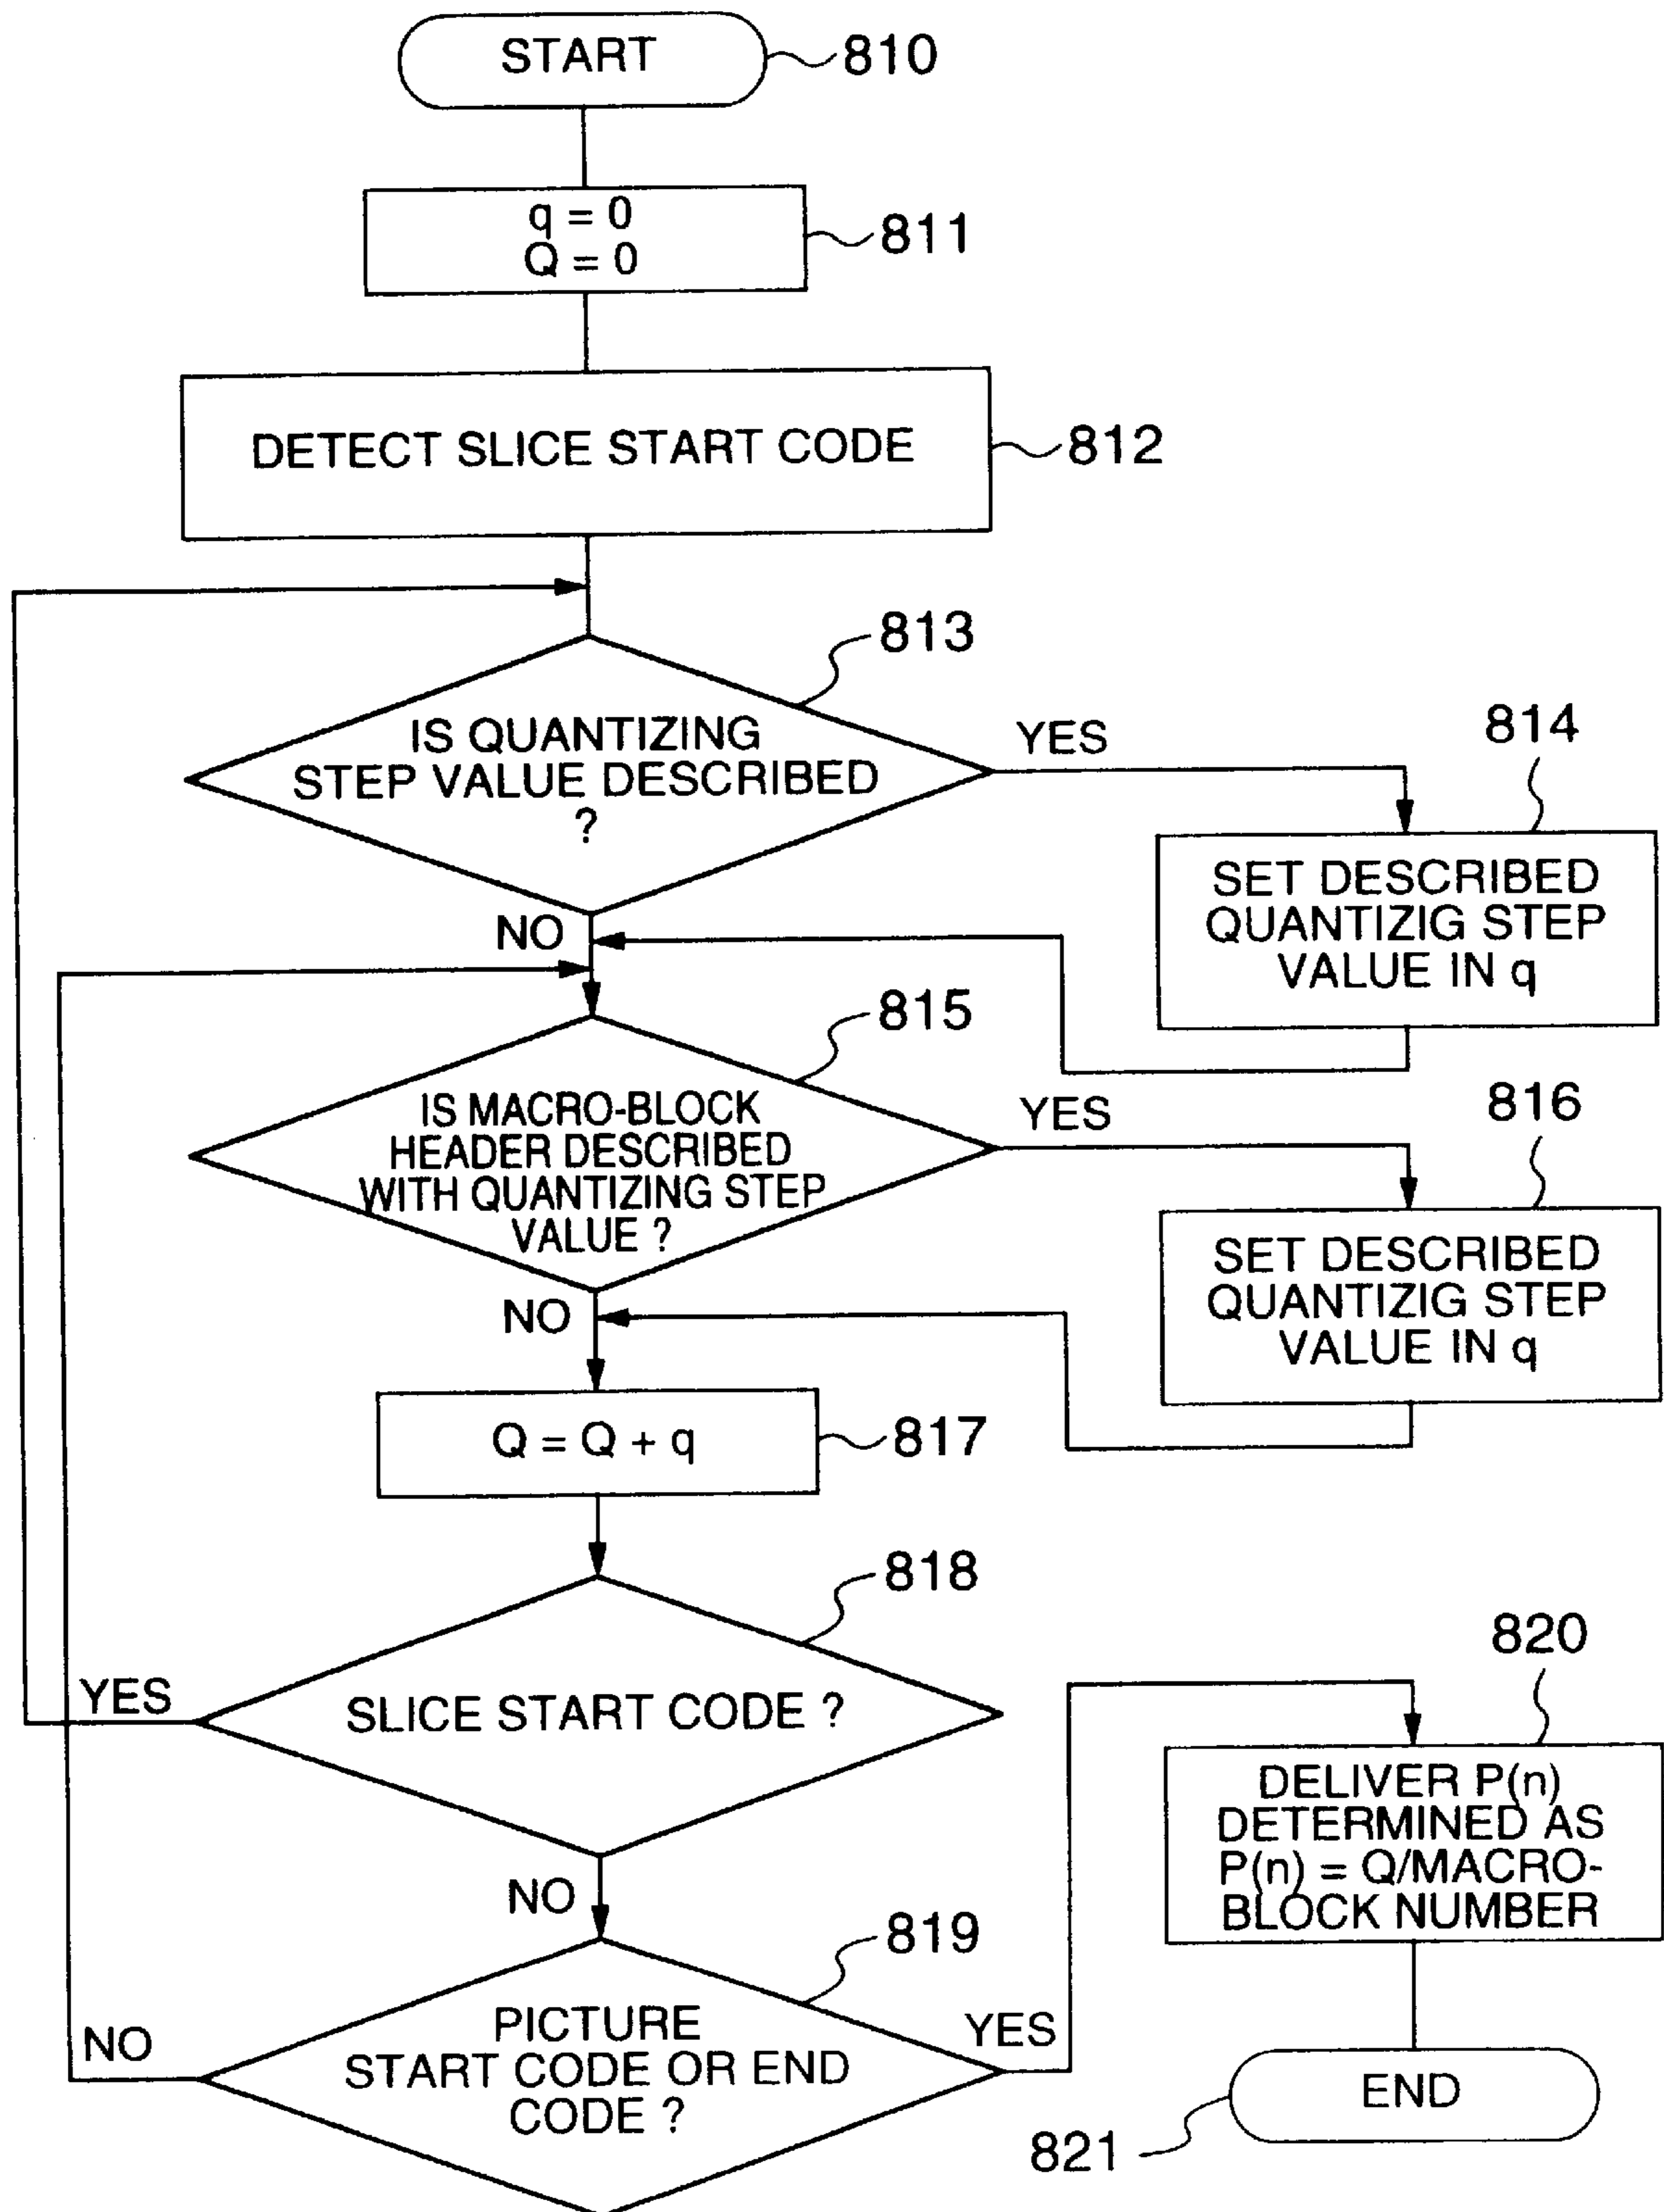 START
810
q = 0
Q = 0
811
DETECT SLICE START CODE
812
813
IS QUANTIZING
STEP VALUE DESCRIBED
?
YES
NO
814
SET DESCRIBED
QUANTIZIG STEP
VALUE IN q
815
IS MACRO-BLOCK
HEADER DESCRIBED
WITH QUANTIZING STEP
VALUE ?
YES
NO
816
SET DESCRIBED
QUANTIZIG STEP
VALUE IN q
Q = Q + q
817
818
SLICE START CODE ?
YES
NO
819
PICTURE
START CODE OR END
CODE ?
NO
YES
820
DELIVER P(n)
DETERMINED AS
P(n) = Q/MACRO-
BLOCK NUMBER
END
821